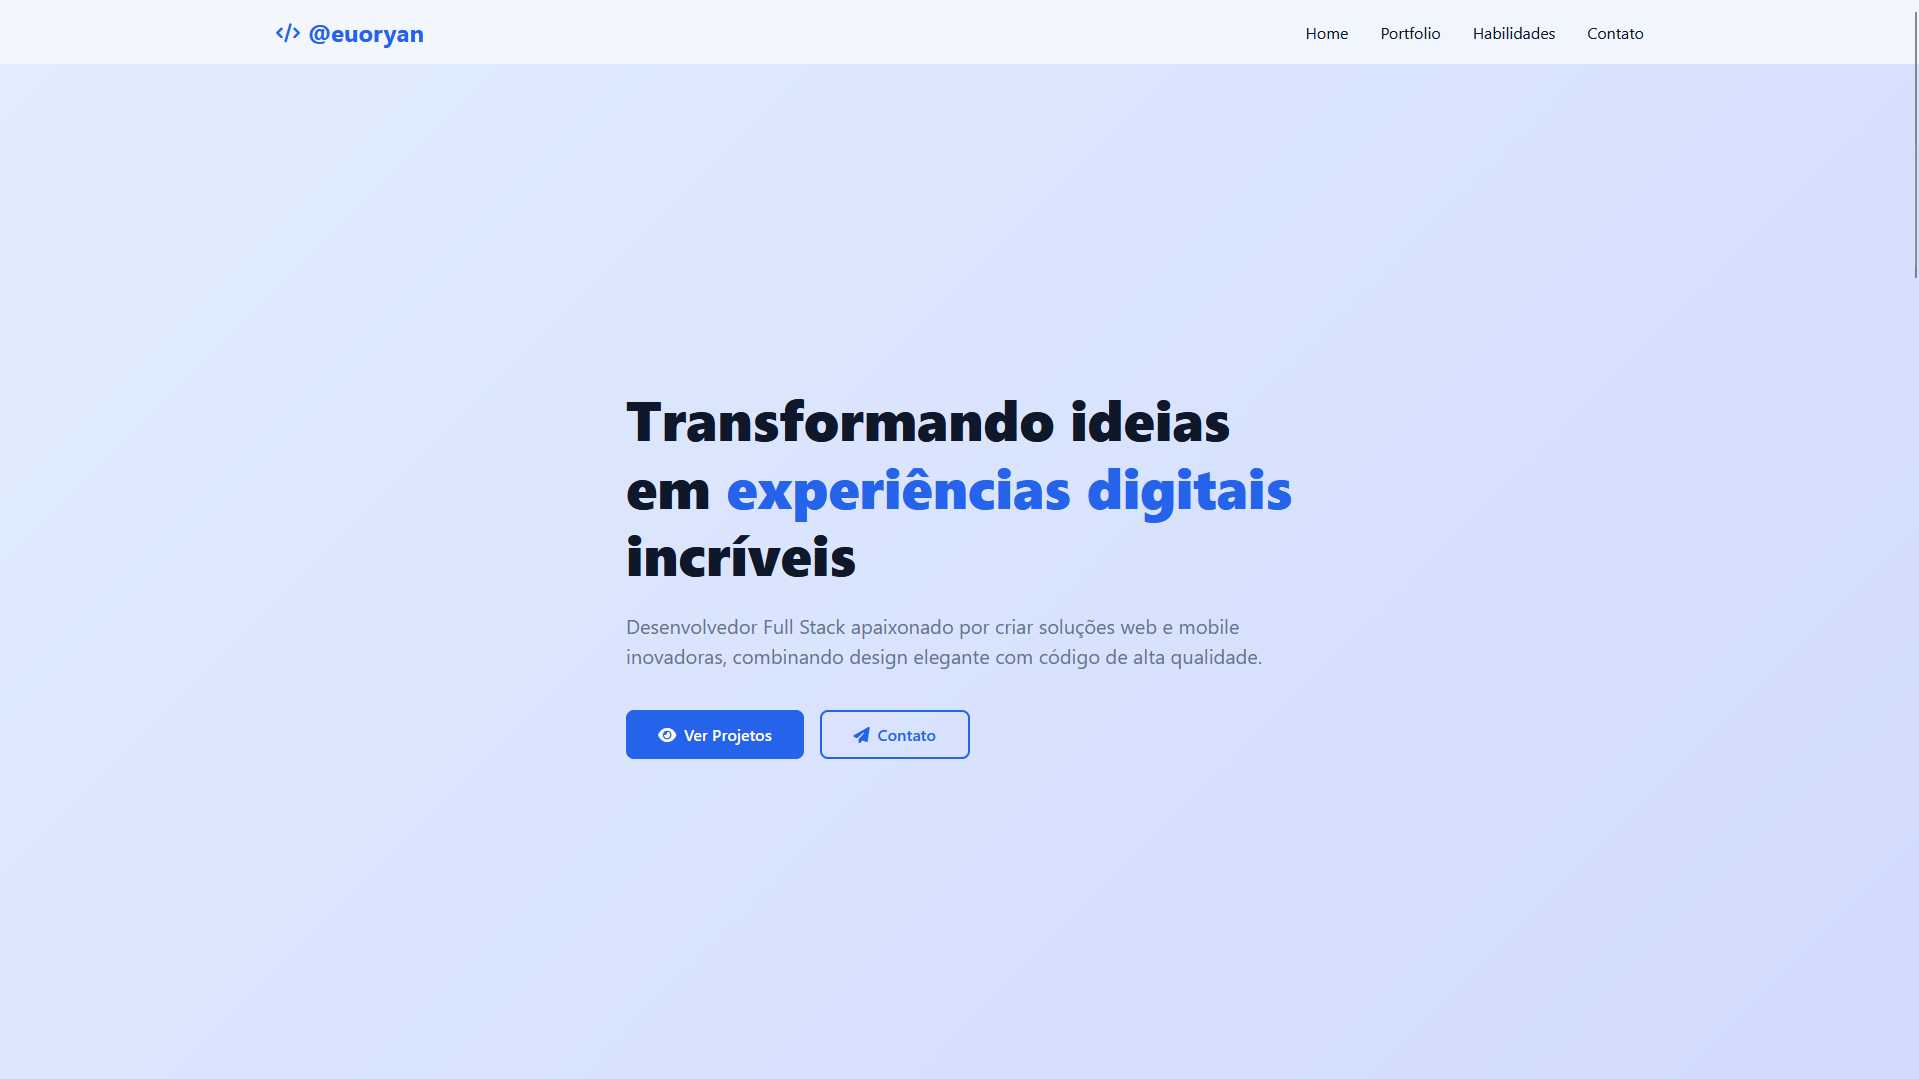 @euoryan
Home Portfolio Habilidades Contato
Transformando ideias
em experiências digitais
incríveis
Desenvolvedor Full Stack apaixonado por criar soluções web e mobile
inovadoras, combinando design elegante com código de alta qualidade.
Ver Projetos Contato